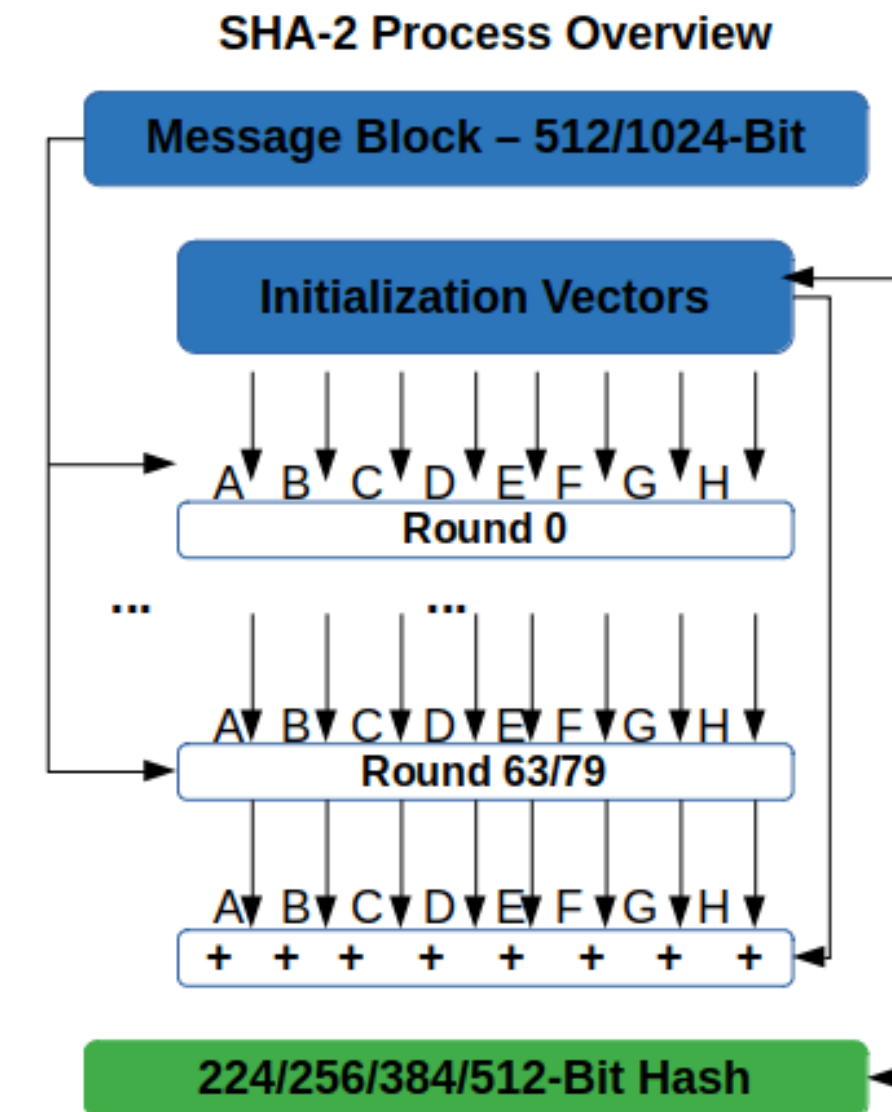 SHA-2 Process Overview
Message Block – 512/1024-Bit
Initialization Vectors
A B C D E F G H
Round 0
... ...
A B C D E F G H
Round 63/79
A B C D E F G H
+ + + + + + + +
224/256/384/512-Bit Hash